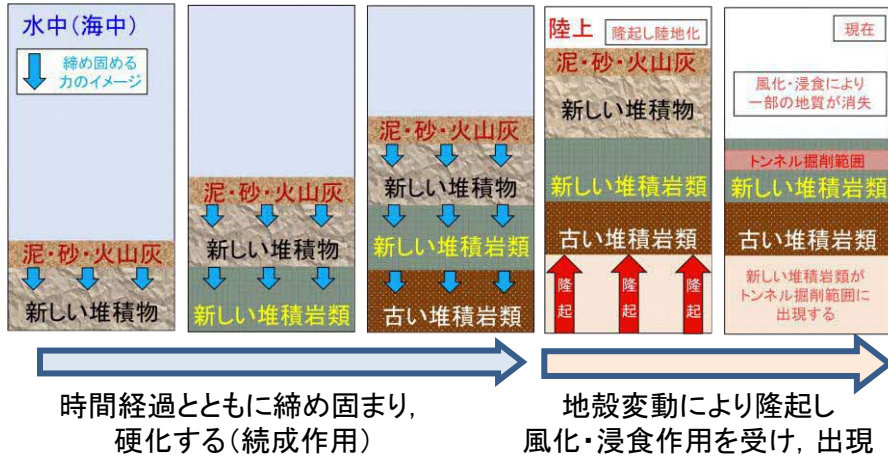 水中(海中)
締め固める
力のイメージ
泥・砂・火山灰
新しい堆積物
泥・砂・火山灰
新しい堆積物
新しい堆積岩類
泥・砂・火山灰
新しい堆積物
新しい堆積岩類
古い堆積岩類
陸上
隆起し陸地化
泥・砂・火山灰
新しい堆積物
新しい堆積岩類
古い堆積岩類
隆起
隆起
隆起
現在
風化・浸食により
一部の地質が消失
トンネル掘削範囲
新しい堆積岩類
古い堆積岩類
新しい堆積岩類が
トンネル掘削範囲に
出現する
時間経過とともに締め固まり,
硬化する(続成作用)
地殻変動により隆起し
風化・浸食作用を受け, 出現